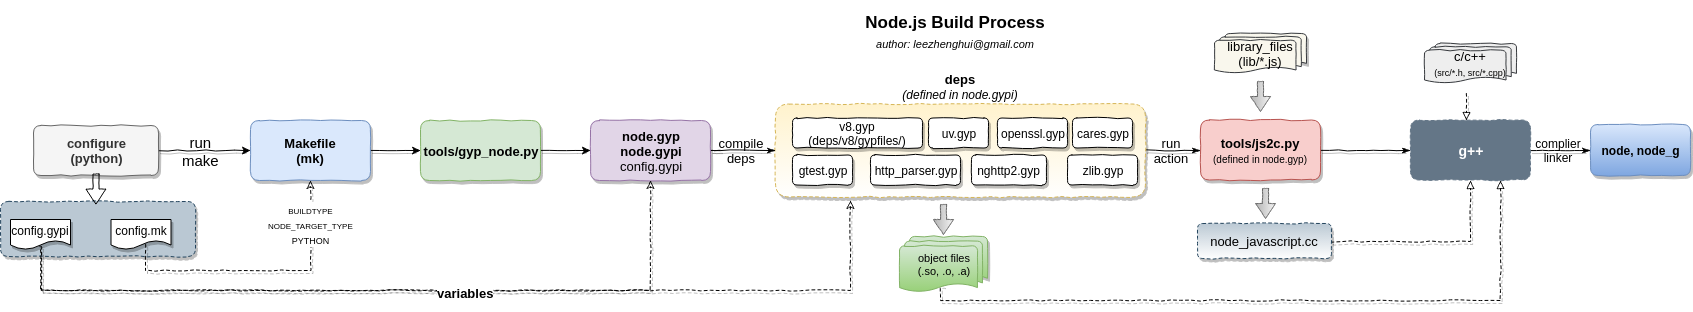 Node.js Build Process
author: leezhenghui@gmail.com
configure
(python)
run
make
Makefile
(mk)
tools/gyp_node.py
node.gyp
node.gypi
config.gypi
compile
deps
deps
(defined in node.gypi)
v8.gyp
(deps/v8/gypfiles/)
uv.gyp
openssl.gyp
cares.gyp
gtest.gyp
http_parser.gyp
nghttp2.gyp
zlib.gyp
run
action
library_files
(lib/*.js)
tools/js2c.py
(defined in node.gyp)
c/c++
(src/*.h, src/*.cpp)
g++
complier
linker
node, node_g
config.gypi
config.mk
BUILDTYPE
NODE_TARGET_TYPE
PYTHON
variables
object files
(.so, .o, .a)
node_javascript.cc